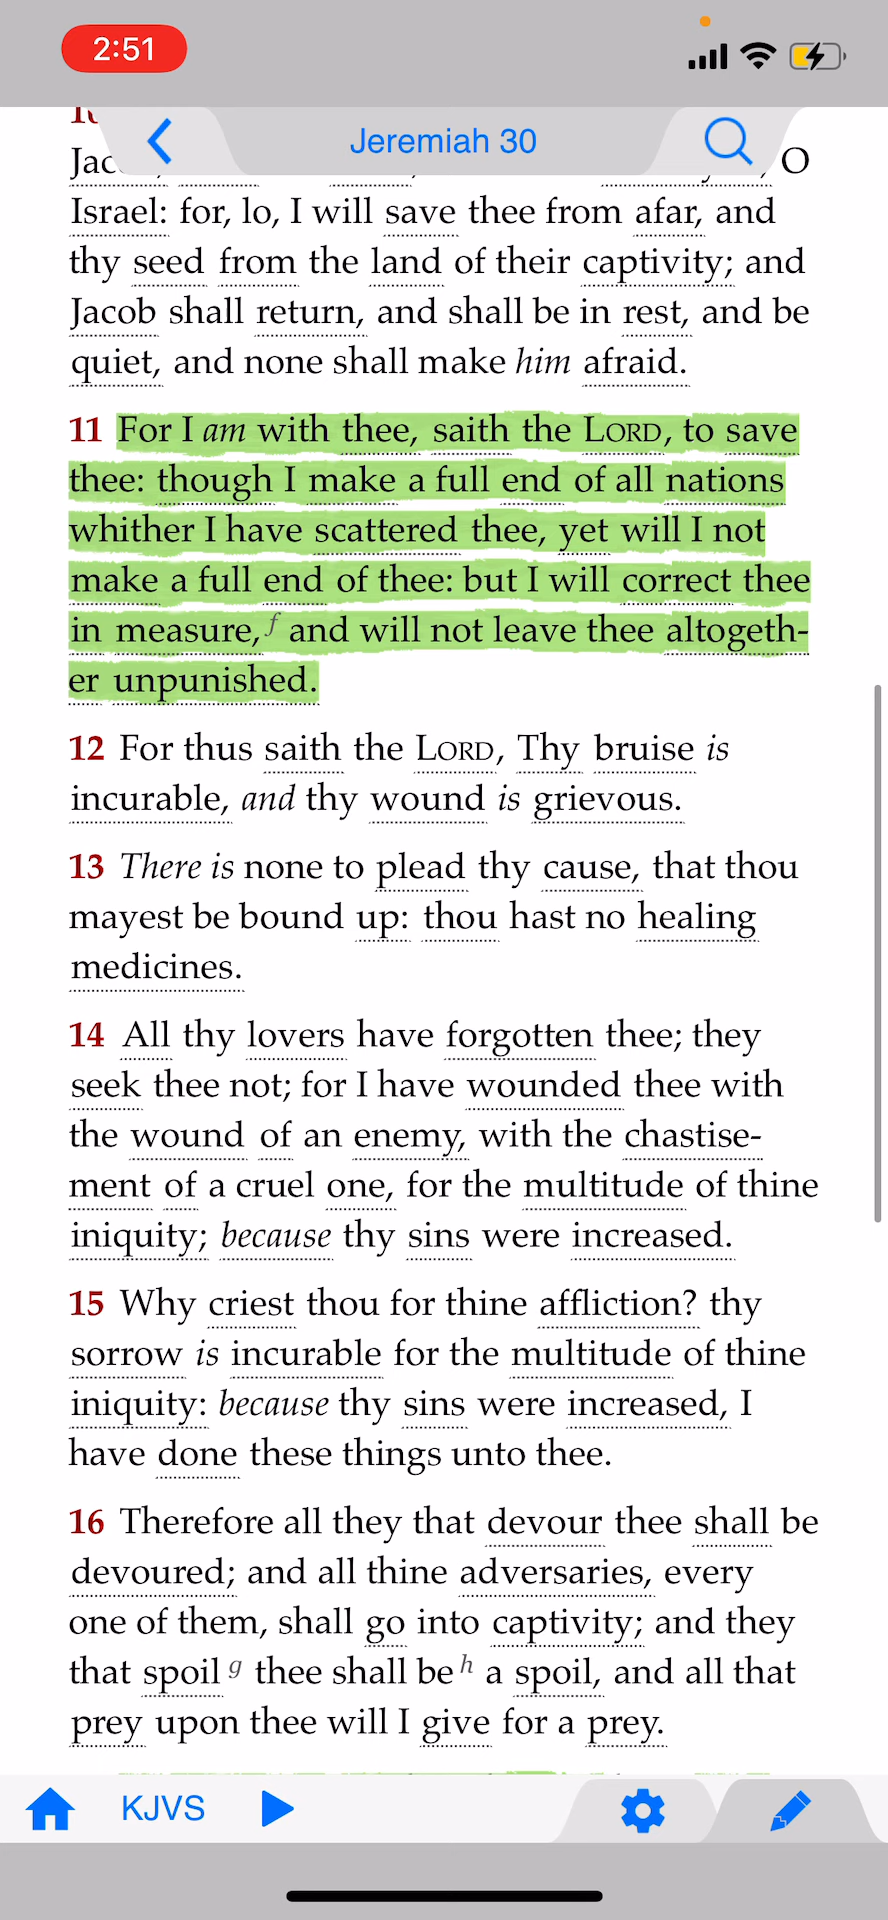 2:51
Jeremiah 30
O
Israel: for, lo, I will save thee from afar, and
thy seed from the land of their captivity; and
Jacob shall return, and shall be in rest, and be
quiet, and none shall make him afraid.
11 For I am with thee, saith the LORD, to save
thee: though I make a full end of all nations
whither I have scattered thee, yet will I not
make a full end of thee: but I will correct thee
in measure, f and will not leave thee altogeth-
er unpunished.
12 For thus saith the LORD, Thy bruise is
incurable, and thy wound is grievous.
13 There is none to plead thy cause, that thou
mayest be bound up: thou hast no healing
medicines.
14 All thy lovers have forgotten thee; they
seek thee not; for I have wounded thee with
the wound of an enemy, with the chastise-
ment of a cruel one, for the multitude of thine
iniquity; because thy sins were increased.
15 Why criest thou for thine affliction? thy
sorrow is incurable for the multitude of thine
iniquity: because thy sins were increased, I
have done these things unto thee.
16 Therefore all they that devour thee shall be
devoured; and all thine adversaries, every
one of them, shall go into captivity; and they
that spoil g thee shall be h a spoil, and all that
prey upon thee will I give for a prey.
KJVS